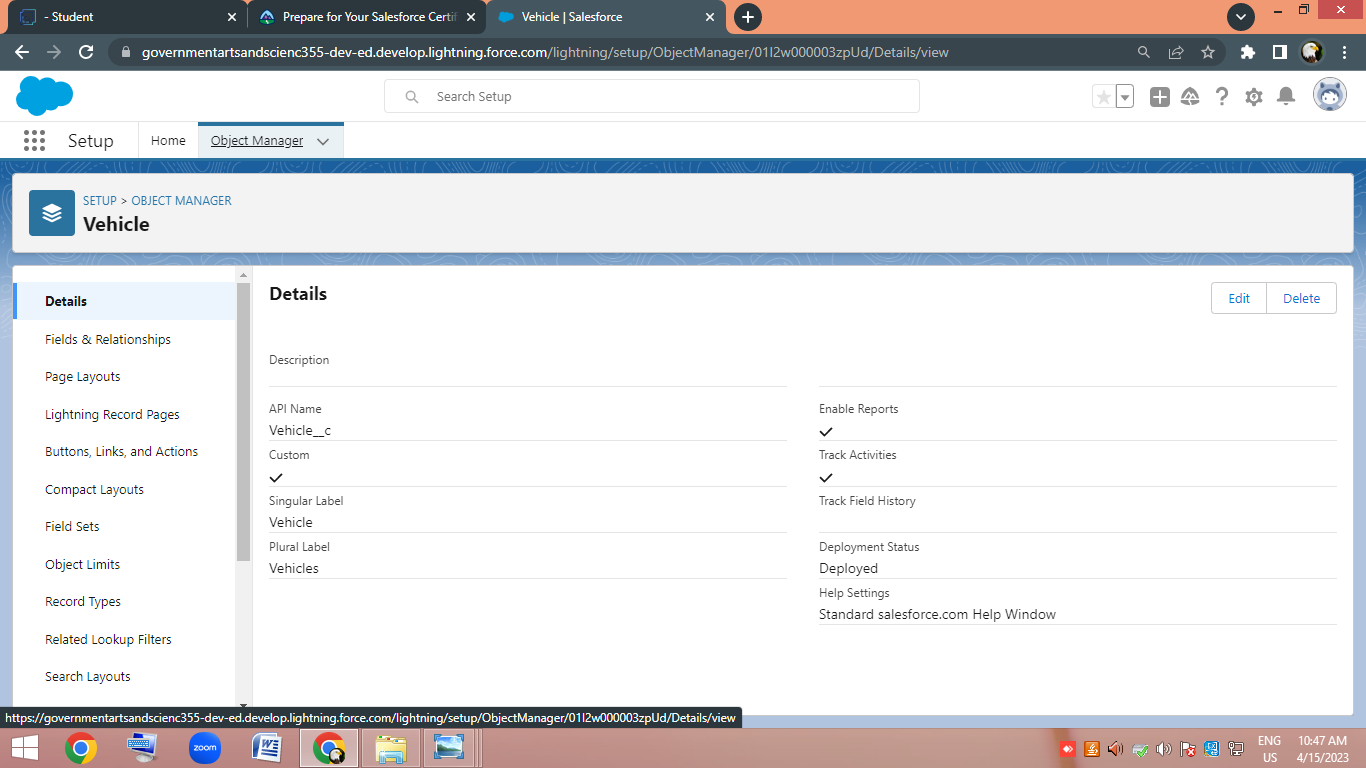 - Student
Prepare for Your Salesforce Certif
Vehicle | Salesforce
governmentartsandscienc355-dev-ed.develop.lightning.force.com/lightning/setup/ObjectManager/01I2w000003zpUd/Details/view
Search Setup
Setup
Home
Object Manager
SETUP > OBJECT MANAGER
Vehicle
Details
Fields & Relationships
Page Layouts
Lightning Record Pages
Buttons, Links, and Actions
Compact Layouts
Field Sets
Object Limits
Record Types
Related Lookup Filters
Search Layouts
Details
Edit
Delete
Description
API Name
Vehicle__c
Custom
Singular Label
Vehicle
Plural Label
Vehicles
Enable Reports
Track Activities
Track Field History
Deployment Status
Deployed
Help Settings
Standard salesforce.com Help Window
https://governmentartsandscienc355-dev-ed.develop.lightning.force.com/lightning/setup/ObjectManager/01I2w000003zpUd/Details/view
zoom
ENG
US
10:47 AM
4/15/2023